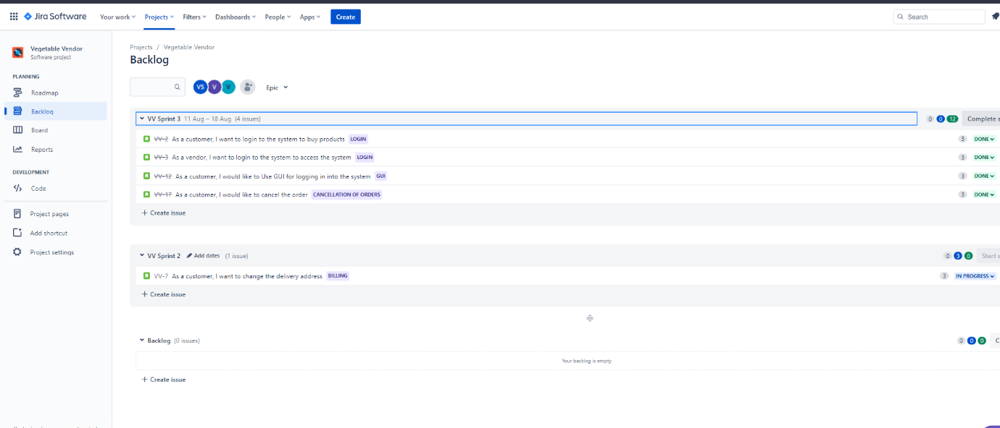 Jira Software Your work Projects Filters Dashboards People Apps Create Search
Vegetable Vendor
Software project
PLANNING
Roadmap
Backlog
Board
Reports
DEVELOPMENT
Code
Project pages
Add shortcut
Project settings
Projects / Vegetable Vendor
Backlog
VS V V Epic
VV Sprint 3 11 Aug – 18 Aug (4 issues) 0 0 12 Complete s
VV-2 As a customer, I want to login to the system to buy products LOGIN 3 DONE
VV-3 As a vendor, I want to login to the system to access the system LOGIN 3 DONE
VV-12 As a customer, I would like to Use GUI for logging in into the system GUI 3 DONE
VV-17 As a customer, I would like to cancel the order CANCELLATION OF ORDERS 3 DONE
+ Create issue
VV Sprint 2 Add dates (1 issue) 0 3 0 Start s
VV-7 As a customer, I want to change the delivery address BILLING 3 IN PROGRESS
+ Create issue
Backlog (0 issues) 0 0 0 C
Your backlog is empty.
+ Create issue